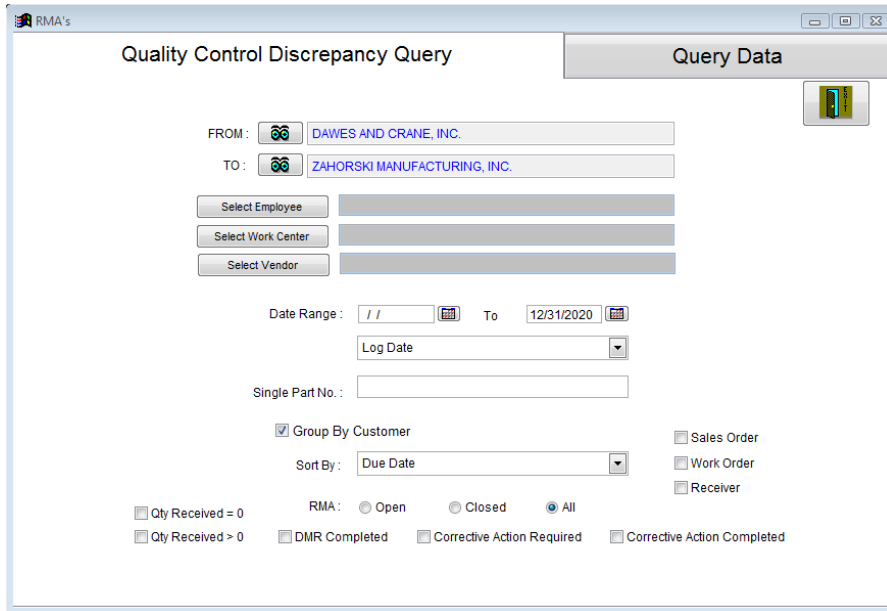 RMA's
Quality Control Discrepancy Query
Query Data
EXIT
FROM : DAWES AND CRANE, INC.
TO : ZAHORSKI MANUFACTURING, INC.
Select Employee
Select Work Center
Select Vendor
Date Range : / / To 12/31/2020
Log Date
Single Part No. :
Group By Customer
Sales Order
Sort By : Due Date
Work Order
Receiver
Qty Received = 0 RMA : Open Closed All
Qty Received > 0 DMR Completed Corrective Action Required Corrective Action Completed